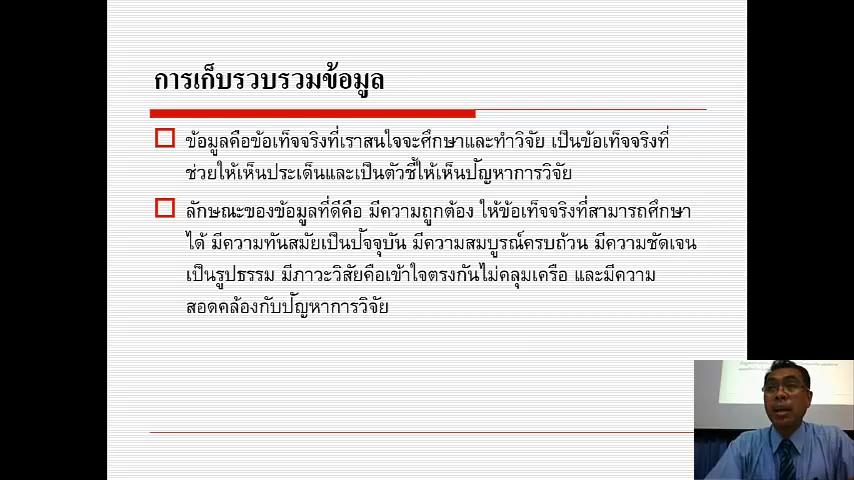 การเก็บรวบรวมข้อมูล
ข้อมูลคือข้อเท็จจริงที่เราสนใจจะศึกษาและทำวิจัย เป็นข้อเท็จจริงที่
ช่วยให้เห็นประเด็นและเป็นตัวชี้ให้เห็นปัญหาการวิจัย
ลักษณะของข้อมูลที่ดีคือ มีความถูกต้อง ให้ข้อเท็จจริงที่สามารถศึกษา
ได้ มีความทันสมัยเป็นปัจจุบัน มีความสมบูรณ์ครบถ้วน มีความชัดเจน
เป็นรูปธรรม มีภาวะวิสัยคือเข้าใจตรงกันไม่คลุมเครือ และมีความ
สอดคล้องกับปัญหาการวิจัย